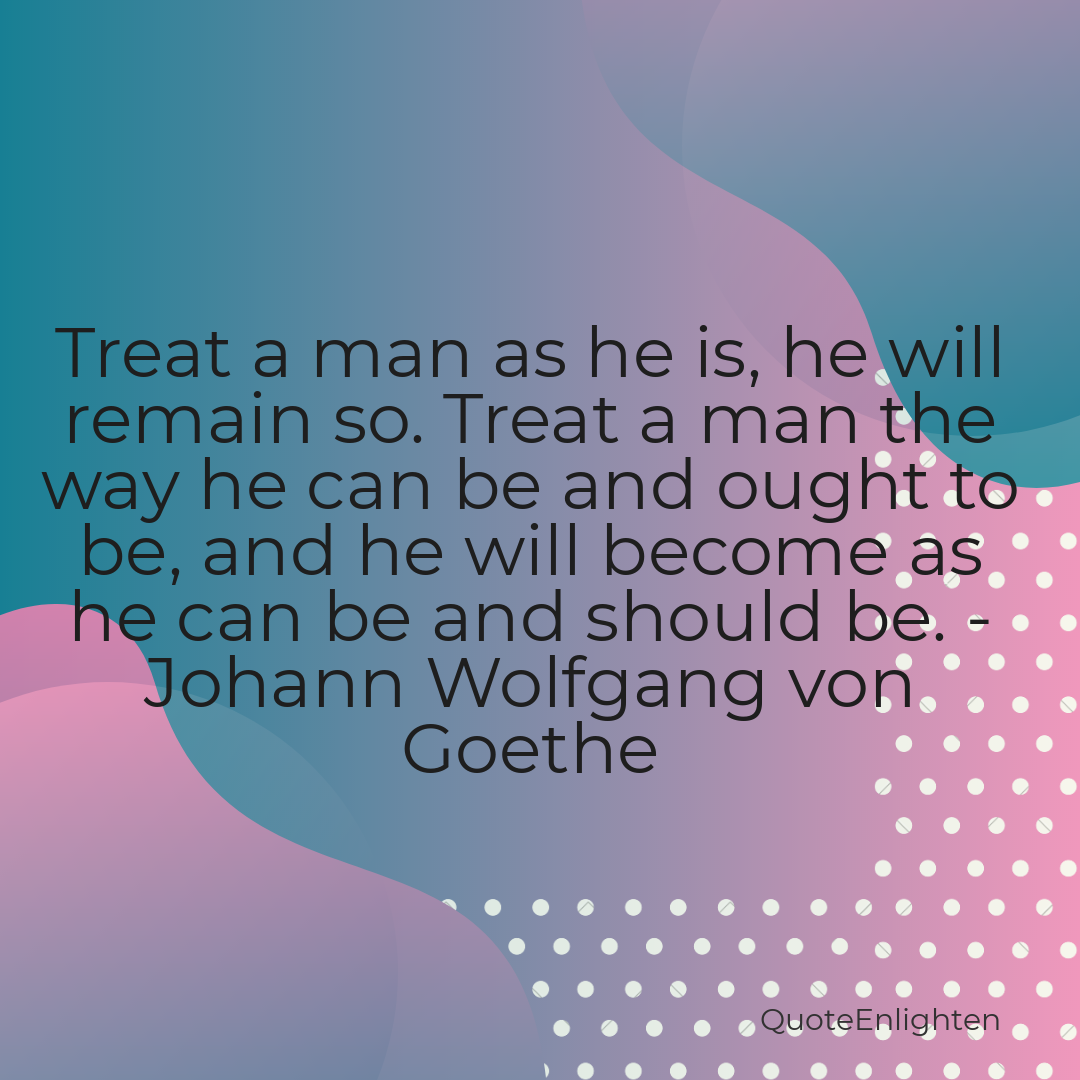 Treat a man as he is, he will
remain so. Treat a man the
way he can be and ought to
be, and he will become as
he can be and should be. -
Johann Wolfgang von
Goethe
QuoteEnlighten